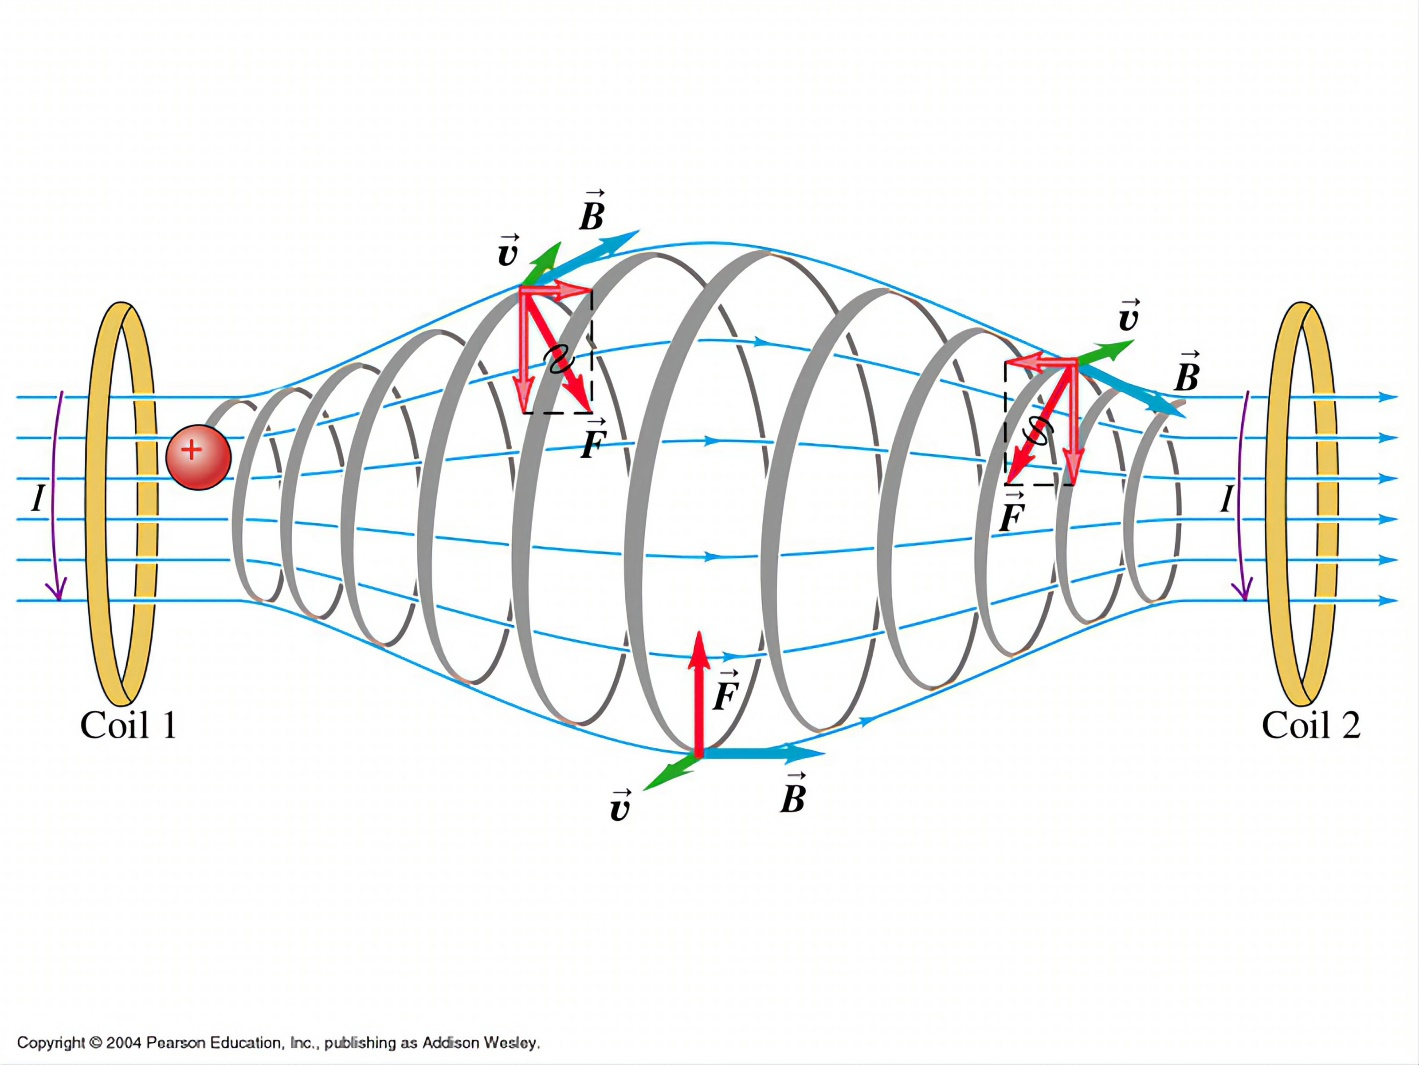 B
v
v
B
+
F
I
I
F
F
Coil 1
Coil 2
v
B
Copyright © 2004 Pearson Education, Inc., publishing as Addison Wesley.